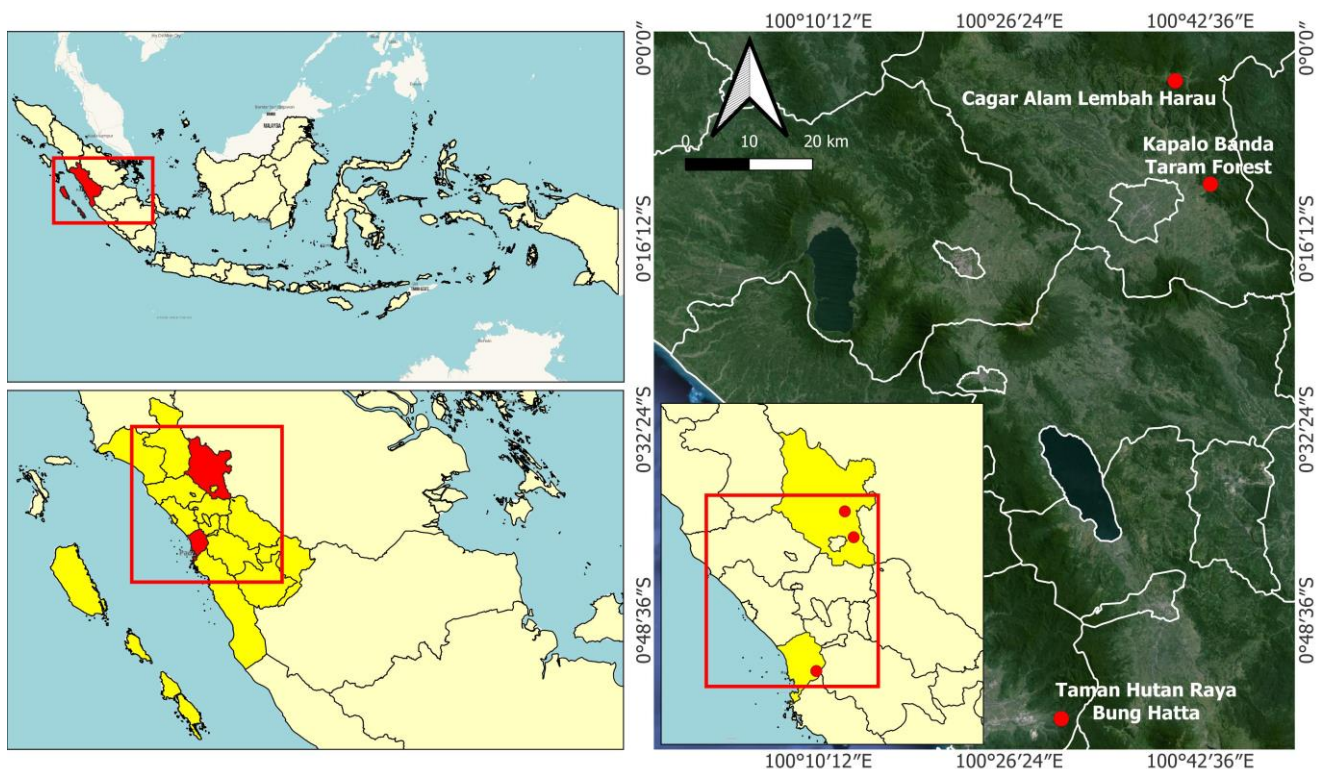 100°10′12″E 100°26′24″E 100°42′36″E
0°0′0″
0°0′0″
Cagar Alam Lembah Harau
0 10 20 km
Kapalo Banda
Taram Forest
0°16′12″S
0°16′12″S
MALAYSIA
0°32′24″S
0°32′24″S
0°48′36″S
0°48′36″S
Taman Hutan Raya
Bung Hatta
100°10′12″E 100°26′24″E 100°42′36″E